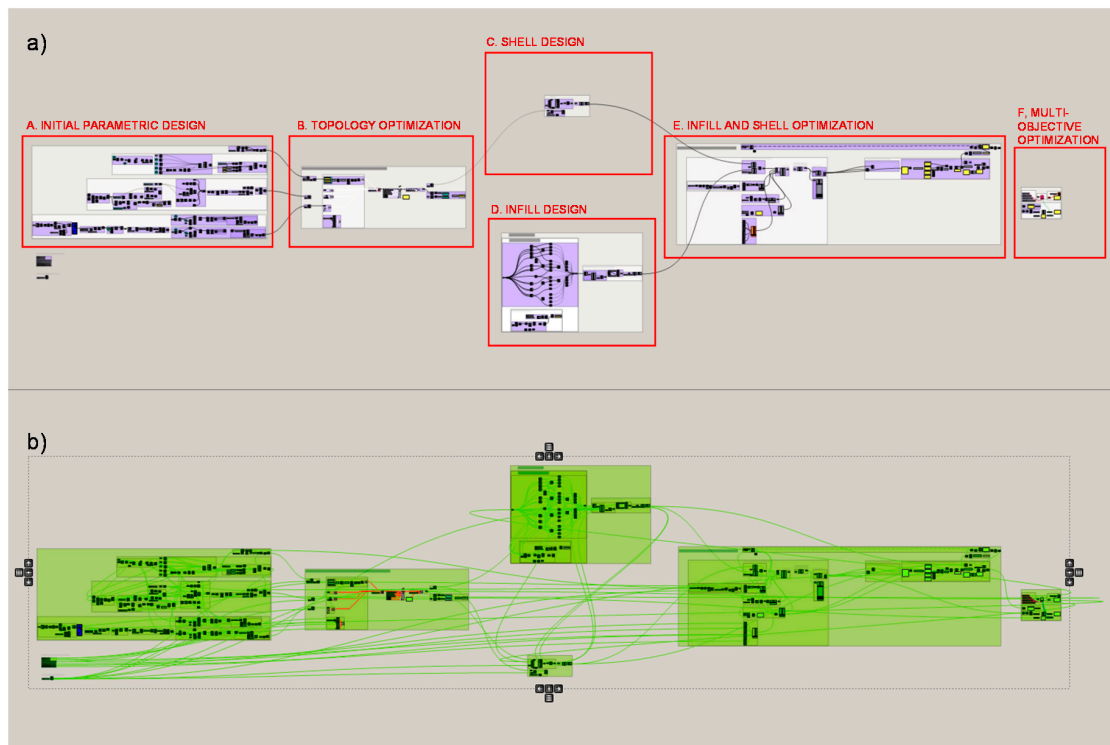 a)
C. SHELL DESIGN
A. INITIAL PARAMETRIC DESIGN
B. TOPOLOGY OPTIMIZATION
E. INFILL AND SHELL OPTIMIZATION
F, MULTI-
OBJECTIVE
OPTIMIZATION
D. INFILL DESIGN
b)